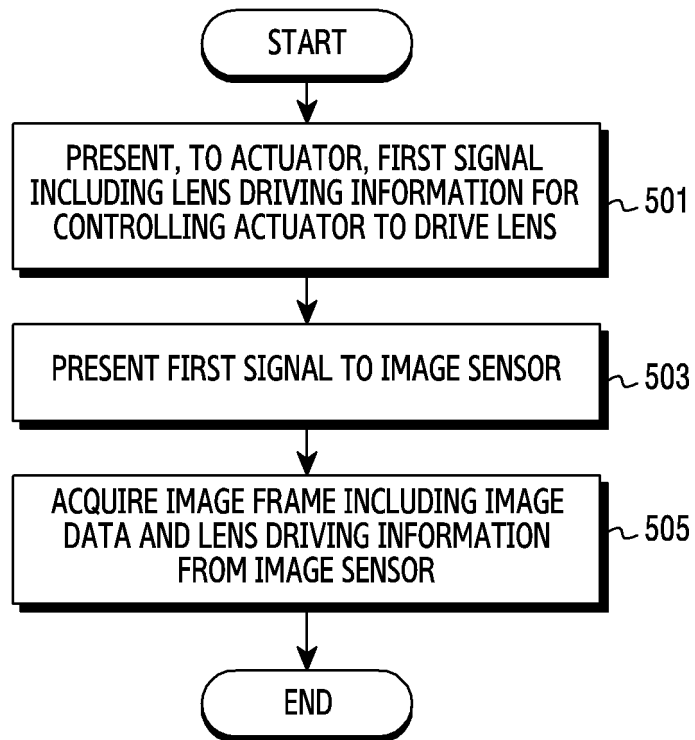 START
PRESENT, TO ACTUATOR, FIRST SIGNAL
INCLUDING LENS DRIVING INFORMATION FOR
CONTROLLING ACTUATOR TO DRIVE LENS
501
PRESENT FIRST SIGNAL TO IMAGE SENSOR
503
ACQUIRE IMAGE FRAME INCLUDING IMAGE
DATA AND LENS DRIVING INFORMATION
FROM IMAGE SENSOR
505
END